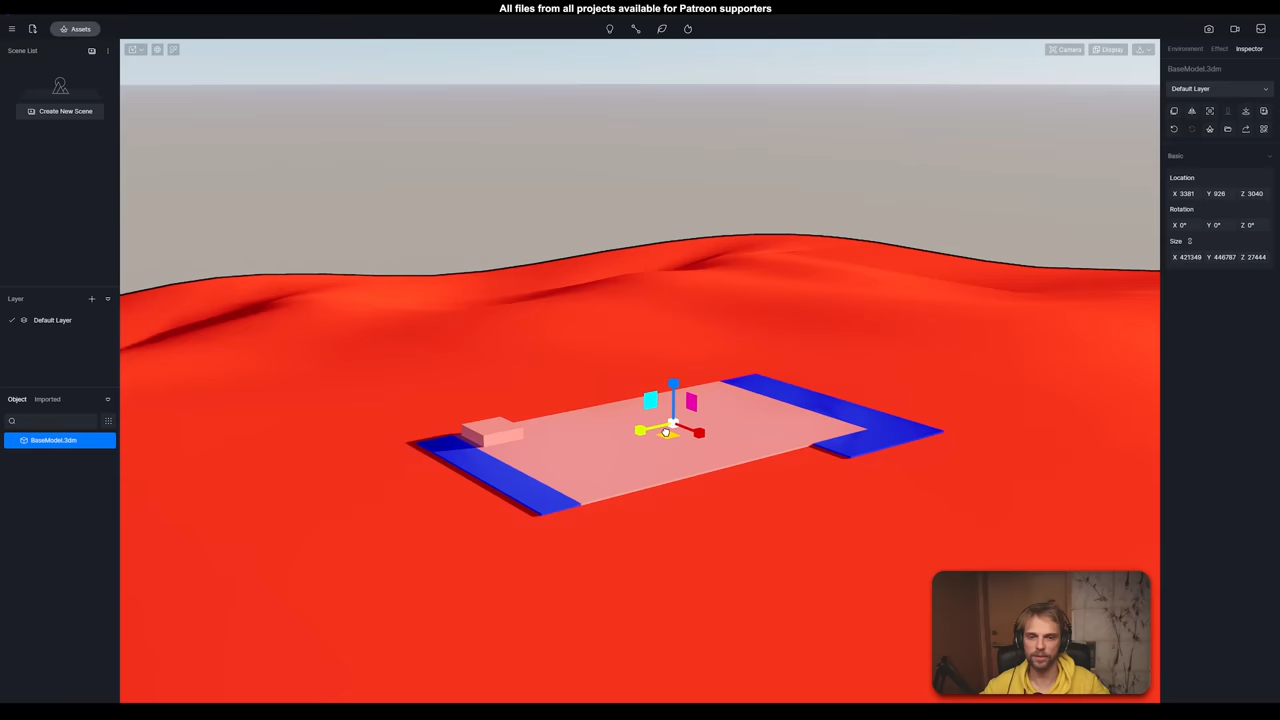 All files from all projects available for Patreon supporters
Assets
Scene List
Create New Scene
Layer
Default Layer
Object Imported
BaseModel.3dm
Camera Display
Environment Effect Inspector
BaseModel.3dm
Default Layer
Basic
Location
X 3381 Y 926 Z 3040
Rotation
X 0° Y 0° Z 0°
Size
X 421349 Y 446787 Z 27444